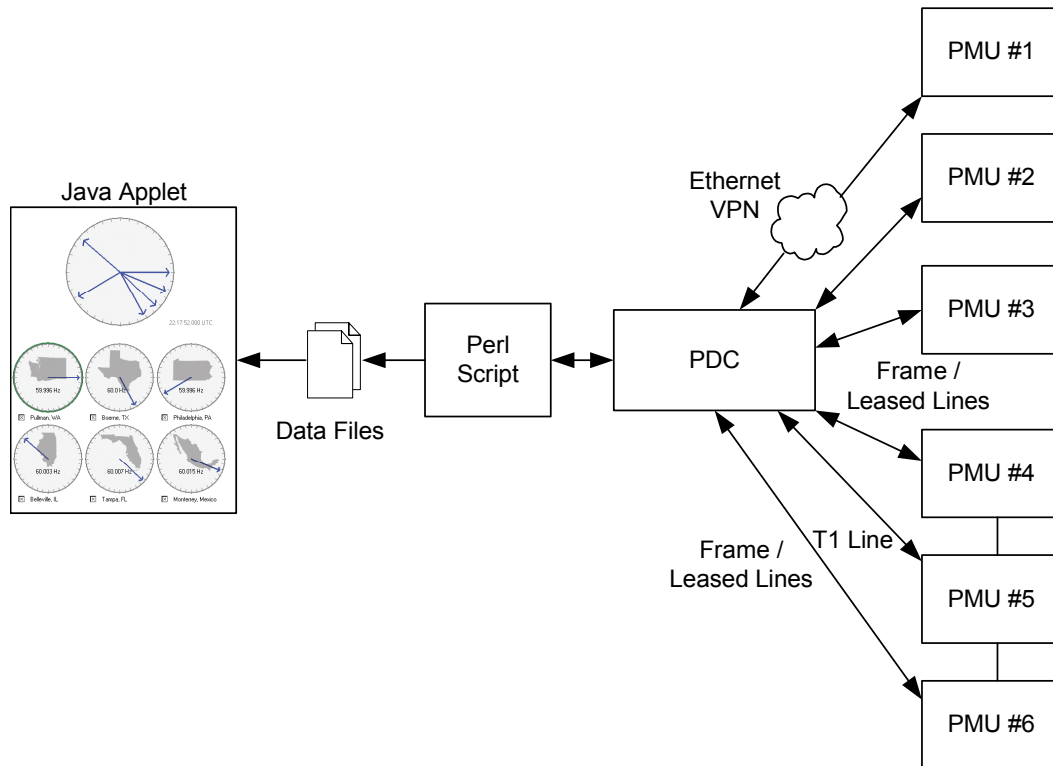 PMU #1
PMU #2
Ethernet
VPN
Java Applet
22:17:52.000 UTC
PMU #3
Perl
Script
PDC
Frame /
Leased Lines
59.996 Hz
60.0 Hz
59.996 Hz
Pullman, WA
Boerne, TX
Philadelphia, PA
Data Files
PMU #4
60.003 Hz
60.007 Hz
60.015 Hz
Belleville, IL
Tampa, FL
Monterrey, Mexico
T1 Line
Frame /
Leased Lines
PMU #5
PMU #6